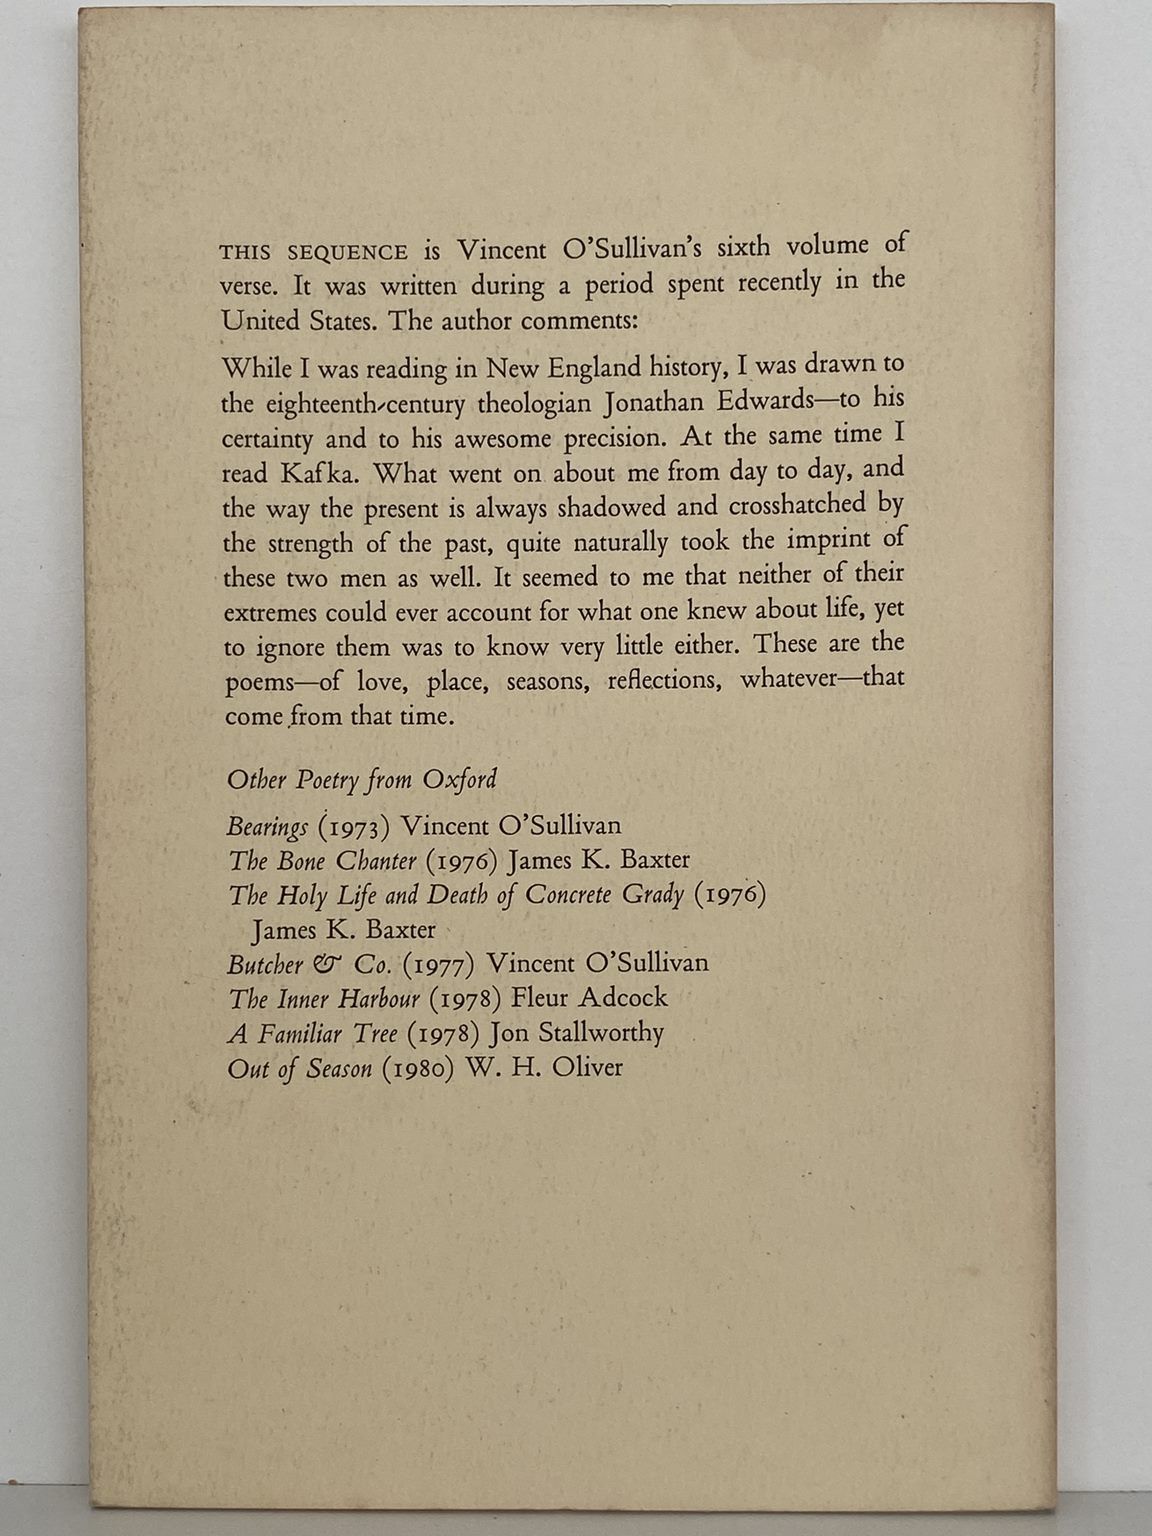 THIS SEQUENCE is Vincent O'Sullivan's sixth volume of
verse. It was written during a period spent recently in the
United States. The author comments:
While I was reading in New England history, I was drawn to
the eighteenth-century theologian Jonathan Edwards—to his
certainty and to his awesome precision. At the same time I
read Kafka. What went on about me from day to day, and
the way the present is always shadowed and crosshatched by
the strength of the past, quite naturally took the imprint of
these two men as well. It seemed to me that neither of their
extremes could ever account for what one knew about life, yet
to ignore them was to know very little either. These are the
poems—of love, place, seasons, reflections, whatever—that
come from that time.
Other Poetry from Oxford
Bearings (1973) Vincent O'Sullivan
The Bone Chanter (1976) James K. Baxter
The Holy Life and Death of Concrete Grady (1976)
James K. Baxter
Butcher & Co. (1977) Vincent O'Sullivan
The Inner Harbour (1978) Fleur Adcock
A Familiar Tree (1978) Jon Stallworthy
Out of Season (1980) W. H. Oliver